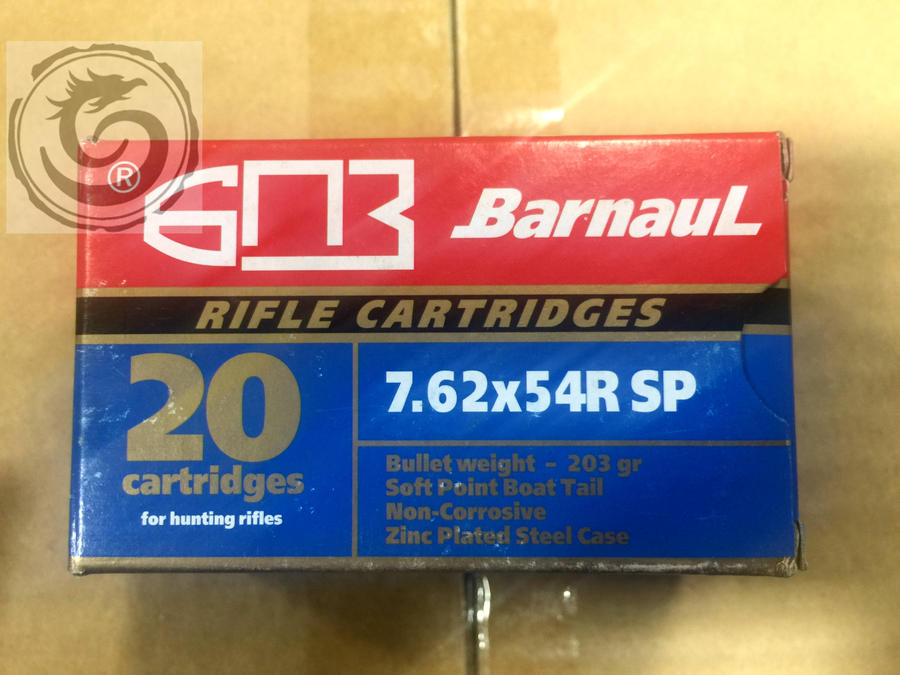 ®
БПЗ
BarnauL
RIFLE CARTRIDGES
20
cartridges
for hunting rifles
7.62x54R SP
Bullet weight - 203 gr
Soft Point Boat Tail
Non-Corrosive
Zinc Plated Steel Case